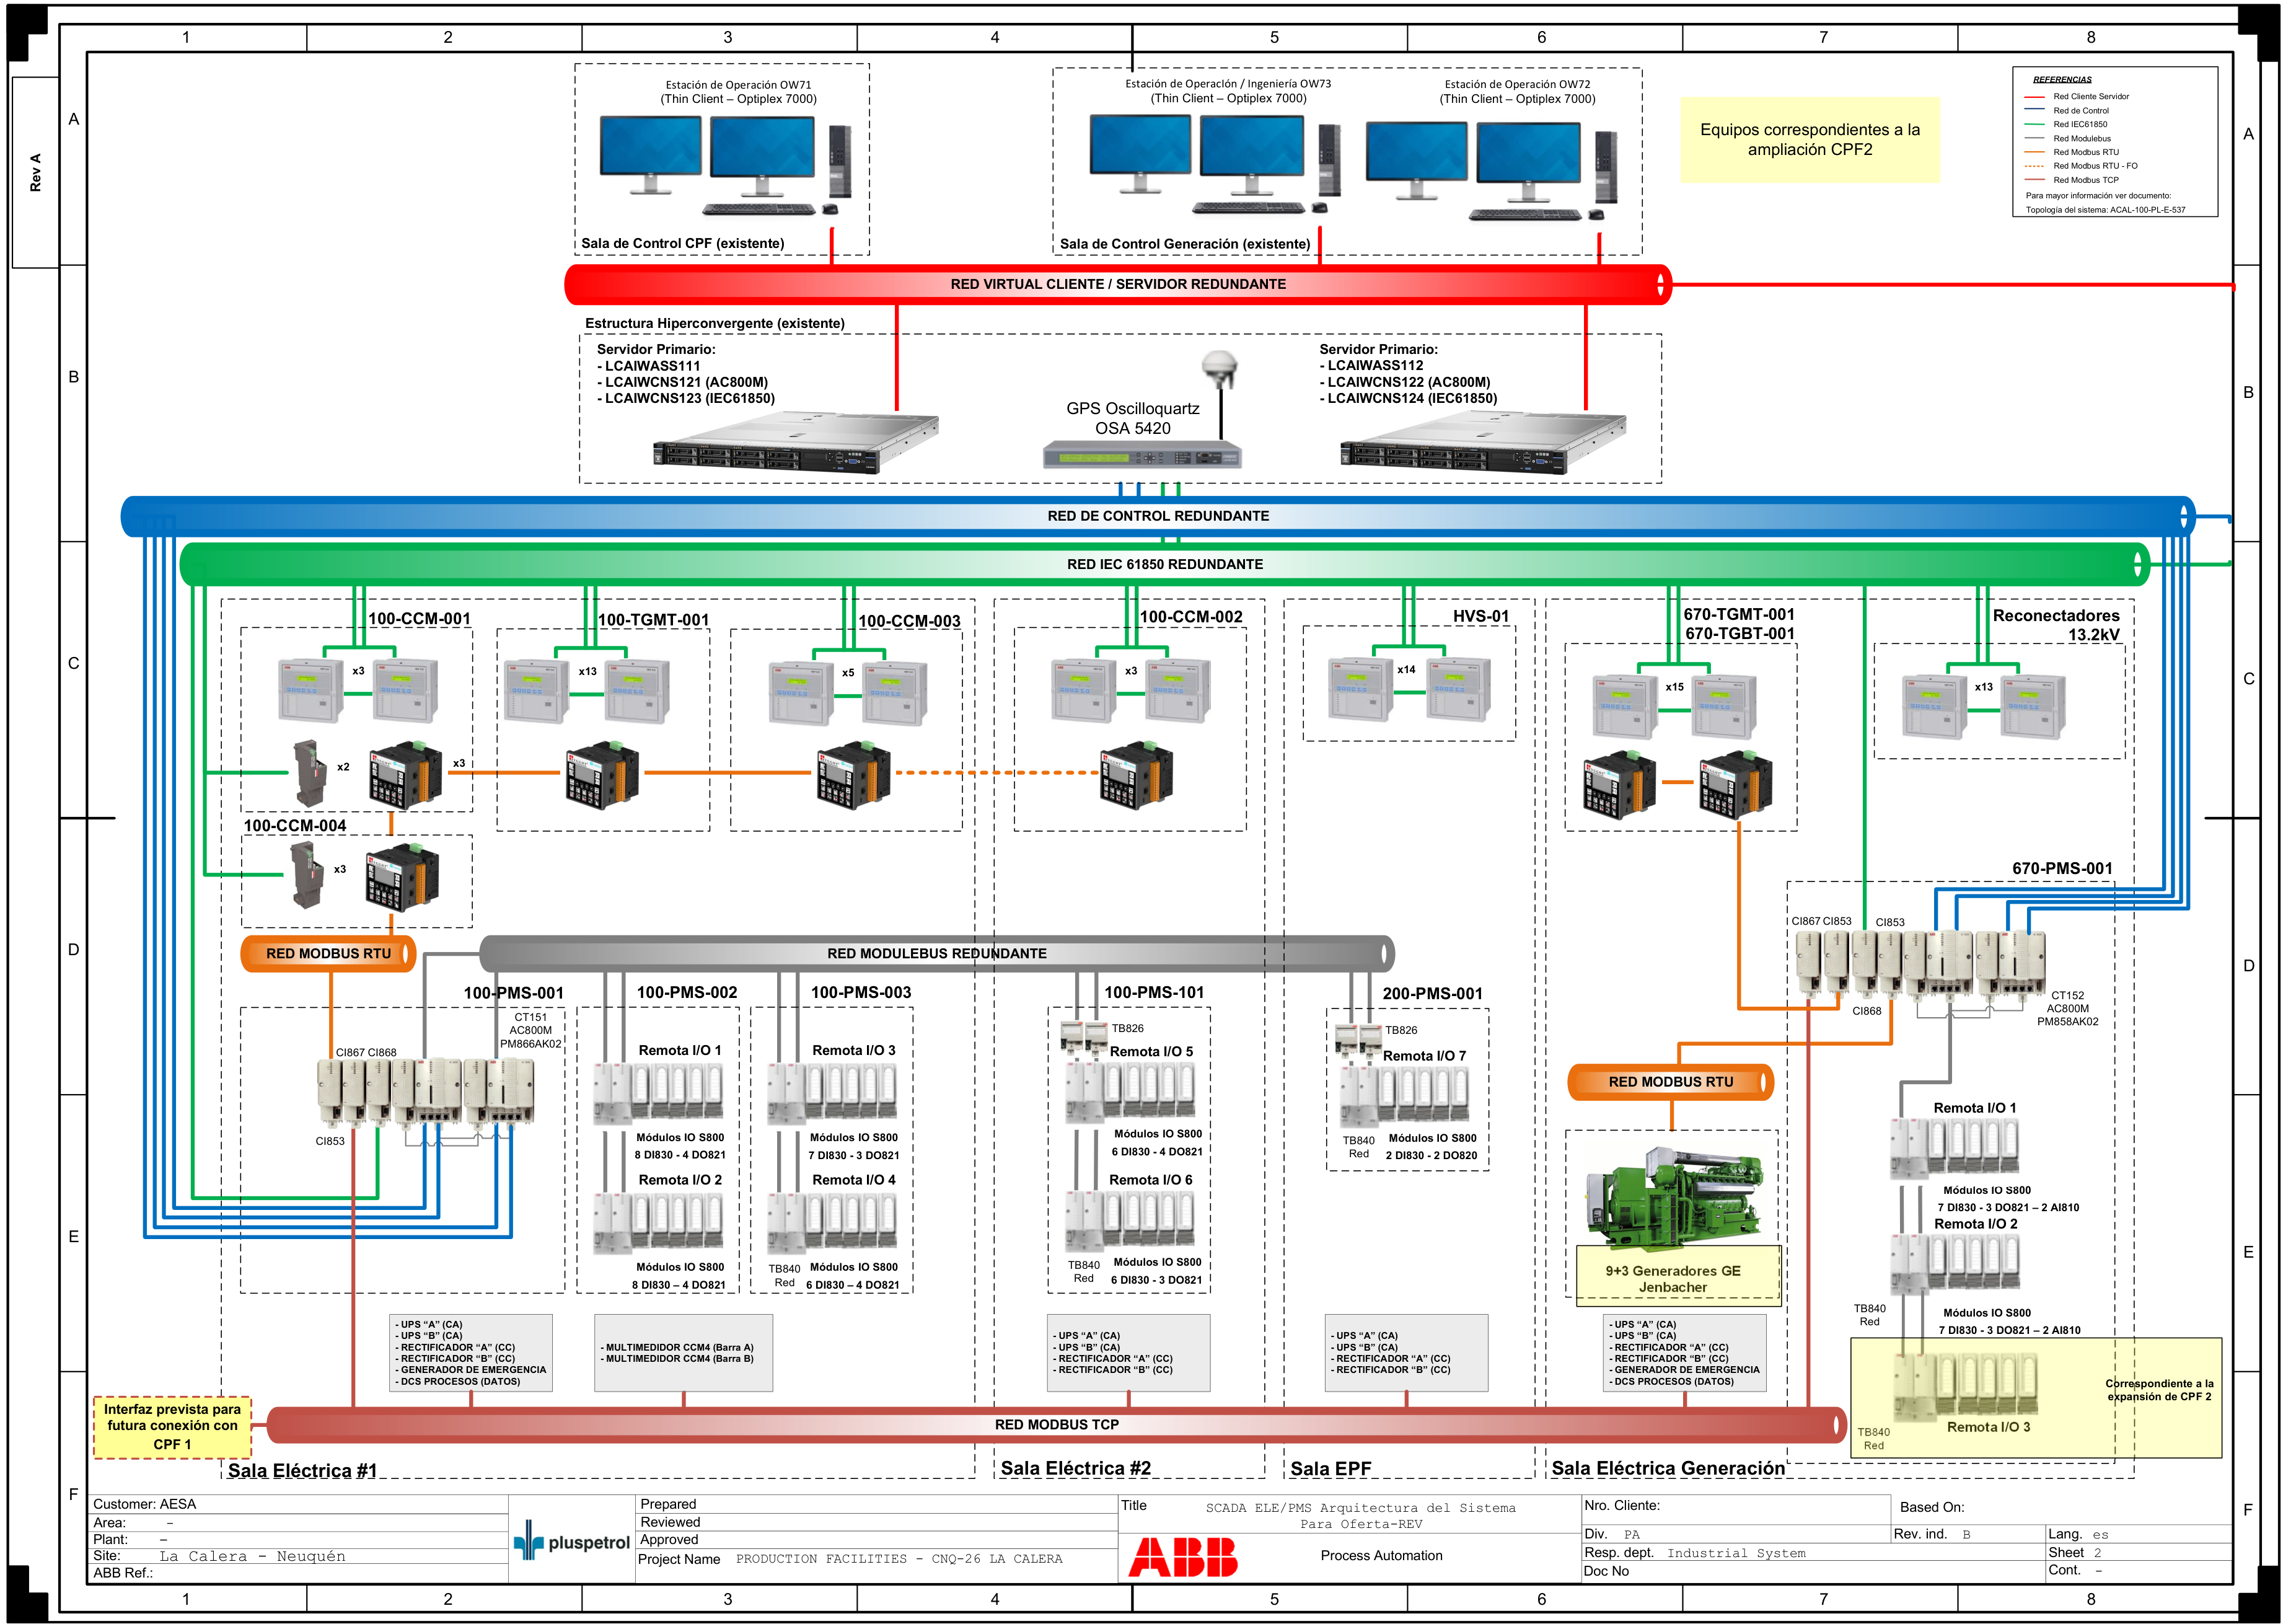 1 2 3 4 5 6 7 8
Rev A
A
B
C
D
E
F
A
B
C
D
E
F
Estación de Operación OW71
(Thin Client – Optiplex 7000)
Sala de Control CPF (existente)
Estación de Operación / Ingeniería OW73
(Thin Client – Optiplex 7000)
Estación de Operación OW72
(Thin Client – Optiplex 7000)
Sala de Control Generación (existente)
Equipos correspondientes a la
ampliación CPF2
REFERENCIAS
Red Cliente Servidor
Red de Control
Red IEC61850
Red Modulebus
Red Modbus RTU
Red Modbus RTU - FO
Red Modbus TCP
Para mayor información ver documento:
Topología del sistema: ACAL-100-PL-E-537
RED VIRTUAL CLIENTE / SERVIDOR REDUNDANTE
Estructura Hiperconvergente (existente)
Servidor Primario:
- LCAIWASS111
- LCAIWCNS121 (AC800M)
- LCAIWCNS123 (IEC61850)
GPS Oscilloquartz
OSA 5420
Servidor Primario:
- LCAIWASS112
- LCAIWCNS122 (AC800M)
- LCAIWCNS124 (IEC61850)
RED DE CONTROL REDUNDANTE
RED IEC 61850 REDUNDANTE
100-CCM-001
x3
x2
x3
100-TGMT-001
x13
100-CCM-003
x5
100-CCM-002
x3
HVS-01
x14
670-TGMT-001
670-TGBT-001
x15
Reconectadores
13.2kV
x13
100-CCM-004
x3
RED MODBUS RTU
RED MODULEBUS REDUNDANTE
100-PMS-001
CT151
AC800M
PM866AK02
CI867 CI868
CI853
100-PMS-002
Remota I/O 1
Módulos IO S800
8 DI830 - 4 DO821
Remota I/O 2
Módulos IO S800
8 DI830 – 4 DO821
100-PMS-003
Remota I/O 3
Módulos IO S800
7 DI830 - 3 DO821
Remota I/O 4
TB840
Red
Módulos IO S800
6 DI830 – 4 DO821
100-PMS-101
TB826
Remota I/O 5
Módulos IO S800
6 DI830 - 4 DO821
Remota I/O 6
TB840
Red
Módulos IO S800
6 DI830 - 3 DO821
200-PMS-001
TB826
Remota I/O 7
TB840
Red
Módulos IO S800
2 DI830 - 2 DO820
670-PMS-001
CI867 CI853
CI853
CI868
CT152
AC800M
PM858AK02
RED MODBUS RTU
9+3 Generadores GE
Jenbacher
Remota I/O 1
Módulos IO S800
7 DI830 - 3 DO821 – 2 AI810
Remota I/O 2
TB840
Red
Módulos IO S800
7 DI830 - 3 DO821 – 2 AI810
Correspondiente a la
expansión de CPF 2
Remota I/O 3
TB840
Red
- UPS “A” (CA)
- UPS “B” (CA)
- RECTIFICADOR “A” (CC)
- RECTIFICADOR “B” (CC)
- GENERADOR DE EMERGENCIA
- DCS PROCESOS (DATOS)
- MULTIMEDIDOR CCM4 (Barra A)
- MULTIMEDIDOR CCM4 (Barra B)
- UPS “A” (CA)
- UPS “B” (CA)
- RECTIFICADOR “A” (CC)
- RECTIFICADOR “B” (CC)
- UPS “A” (CA)
- UPS “B” (CA)
- RECTIFICADOR “A” (CC)
- RECTIFICADOR “B” (CC)
- UPS “A” (CA)
- UPS “B” (CA)
- RECTIFICADOR “A” (CC)
- RECTIFICADOR “B” (CC)
- GENERADOR DE EMERGENCIA
- DCS PROCESOS (DATOS)
Interfaz prevista para
futura conexión con
CPF 1
RED MODBUS TCP
Sala Eléctrica #1
Sala Eléctrica #2
Sala EPF
Sala Eléctrica Generación
Customer: AESA
Area: –
Plant: –
Site: La Calera - Neuquén
ABB Ref.:
pluspetrol
Prepared
Reviewed
Approved
Project Name PRODUCTION FACILITIES - CNQ-26 LA CALERA
Title SCADA ELE/PMS Arquitectura del Sistema
Para Oferta-REV
ABB
Process Automation
Nro. Cliente:
Based On:
Div. PA
Rev. ind. B
Lang. es
Resp. dept. Industrial System
Sheet 2
Doc No
Cont. –
1 2 3 4 5 6 7 8